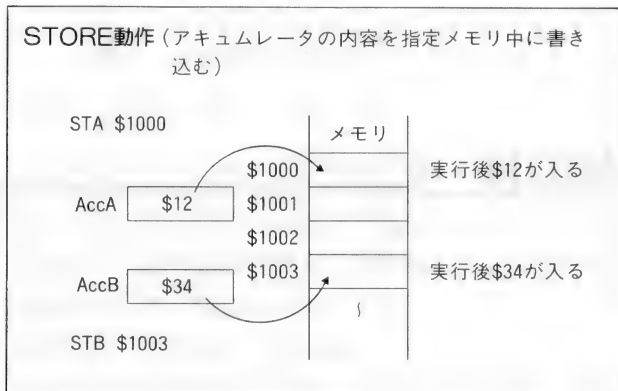 STORE動作(アキュムレータの内容を指定メモリ中に書き
込む)
STA $1000
メモリ
$1000
実行後$12が入る
AccA
$12
$1001
$1002
$1003
実行後$34が入る
AccB
$34
STB $1003